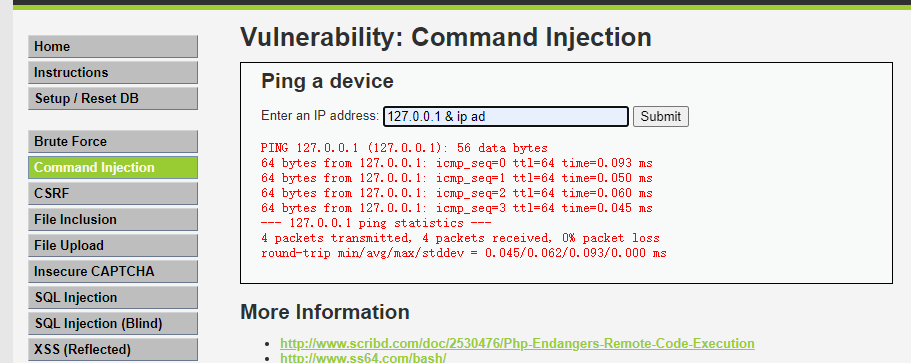 Home
Instructions
Setup / Reset DB
Brute Force
Command Injection
CSRF
File Inclusion
File Upload
Insecure CAPTCHA
SQL Injection
SQL Injection (Blind)
XSS (Reflected)
Vulnerability: Command Injection
Ping a device
Enter an IP address: 127.0.0.1 & ip ad Submit
PING 127.0.0.1 (127.0.0.1): 56 data bytes
64 bytes from 127.0.0.1: icmp_seq=0 ttl=64 time=0.093 ms
64 bytes from 127.0.0.1: icmp_seq=1 ttl=64 time=0.050 ms
64 bytes from 127.0.0.1: icmp_seq=2 ttl=64 time=0.060 ms
64 bytes from 127.0.0.1: icmp_seq=3 ttl=64 time=0.045 ms
--- 127.0.0.1 ping statistics ---
4 packets transmitted, 4 packets received, 0% packet loss
round-trip min/avg/max/stddev = 0.045/0.062/0.093/0.000 ms
More Information
http://www.scribd.com/doc/2530476/Php-Endangers-Remote-Code-Execution
http://www.ss64.com/bash/